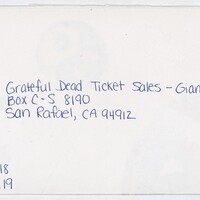 Grateful Dead Ticket Sales - Gian
Box C-S 8190
San Rafael, CA 94912
18
19